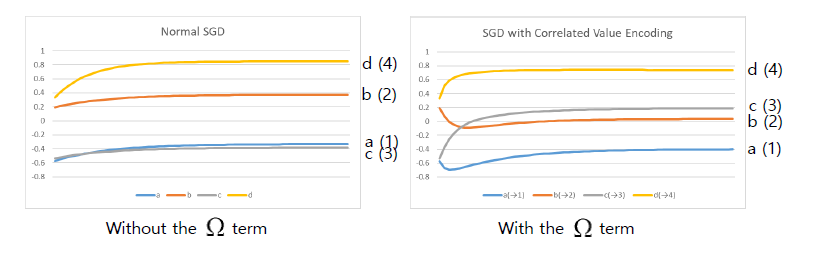 Normal SGD
1
0.8
0.6
0.4
0.2
0
-0.2
-0.4
-0.6
-0.8
d (4)
b (2)
a (1)
c (3)
a b c d
Without the Ω term
SGD with Correlated Value Encoding
1
0.8
0.6
0.4
0.2
0
-0.2
-0.4
-0.6
-0.8
d (4)
c (3)
b (2)
a (1)
a(→1) b(→2) c(→3) d(→4)
With the Ω term